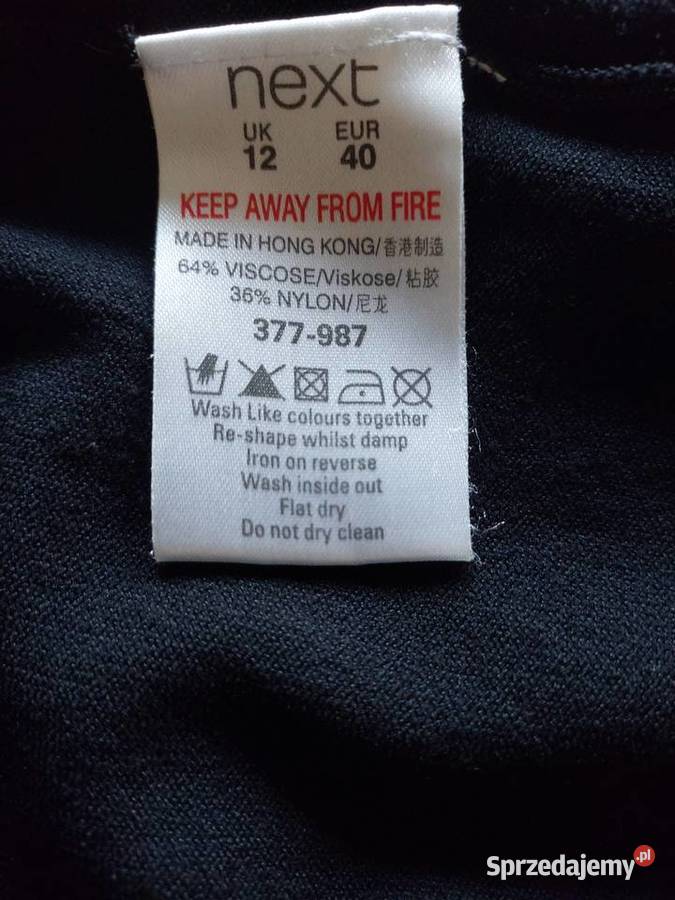 next
UK EUR
12 40
KEEP AWAY FROM FIRE
MADE IN HONG KONG/香港制造
64% VISCOSE/Viskose/粘胶
36% NYLON/尼龙
377-987
Wash Like colours together
Re-shape whilst damp
Iron on reverse
Wash inside out
Flat dry
Do not dry clean
Sprzedajemy.pl